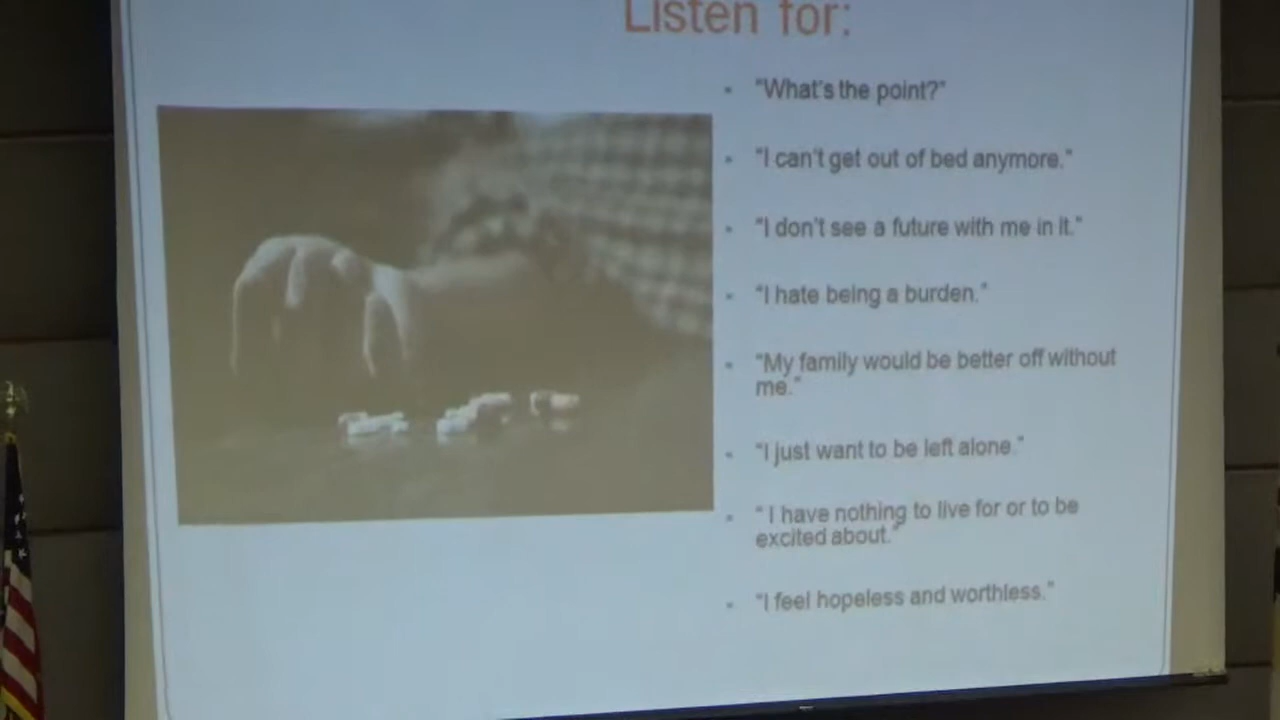 Listen for:
"What's the point?"
"I can't get out of bed anymore."
"I don't see a future with me in it."
"I hate being a burden."
"My family would be better off without
me."
"I just want to be left alone."
" I have nothing to live for or to be
excited about."
"I feel hopeless and worthless."